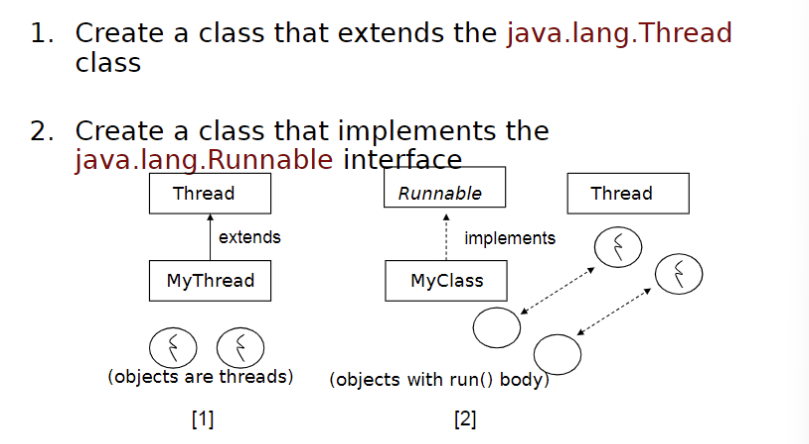 1. Create a class that extends the java.lang.Thread
class
2. Create a class that implements the
java.lang.Runnable interface
Thread
Runnable
Thread
extends
implements
MyThread
MyClass
(objects are threads)
(objects with run() body)
[1]
[2]